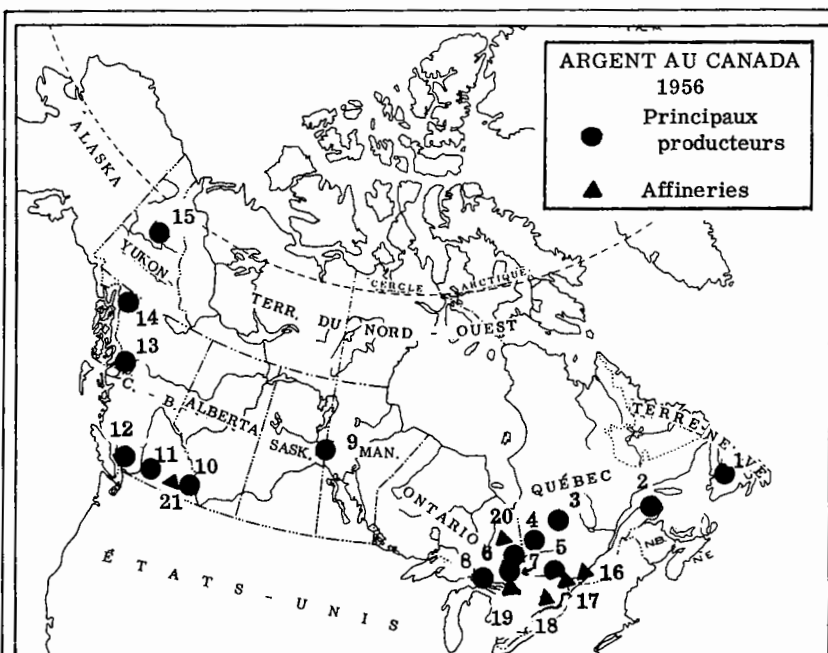 ARGENT AU CANADA
1956
Principaux
producteurs
Affineries
ALASKA
15
YUKON
CERCLE ARCTIQUE
TERR. DU NORD - OUEST
14
13
C. - B.
ALBERTA
SASK.
9
MAN.
12
11
10
21
TERRE-NEUVE
1
2
QUÉBEC
3
ONTARIO
20
4
6
5
7
8
N.B.
N E
16
17
18
19
ÉTATS-UNIS